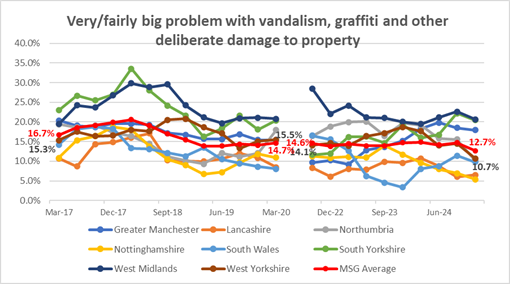 Very/fairly big problem with vandalism, graffiti and other
deliberate damage to property
40.0%
35.0%
30.0%
25.0%
20.0%
15.0%
10.0%
5.0%
0.0%
16.7%
15.3%
15.5%
14.7%
14.6%
14.1%
12.7%
10.7%
Mar-17 Dec-17 Sept-18 Jun-19 Mar-20 Dec-22 Sep-23 Jun-24
Greater Manchester Lancashire Northumbria
Nottinghamshire South Wales South Yorkshire
West Midlands West Yorkshire MSG Average